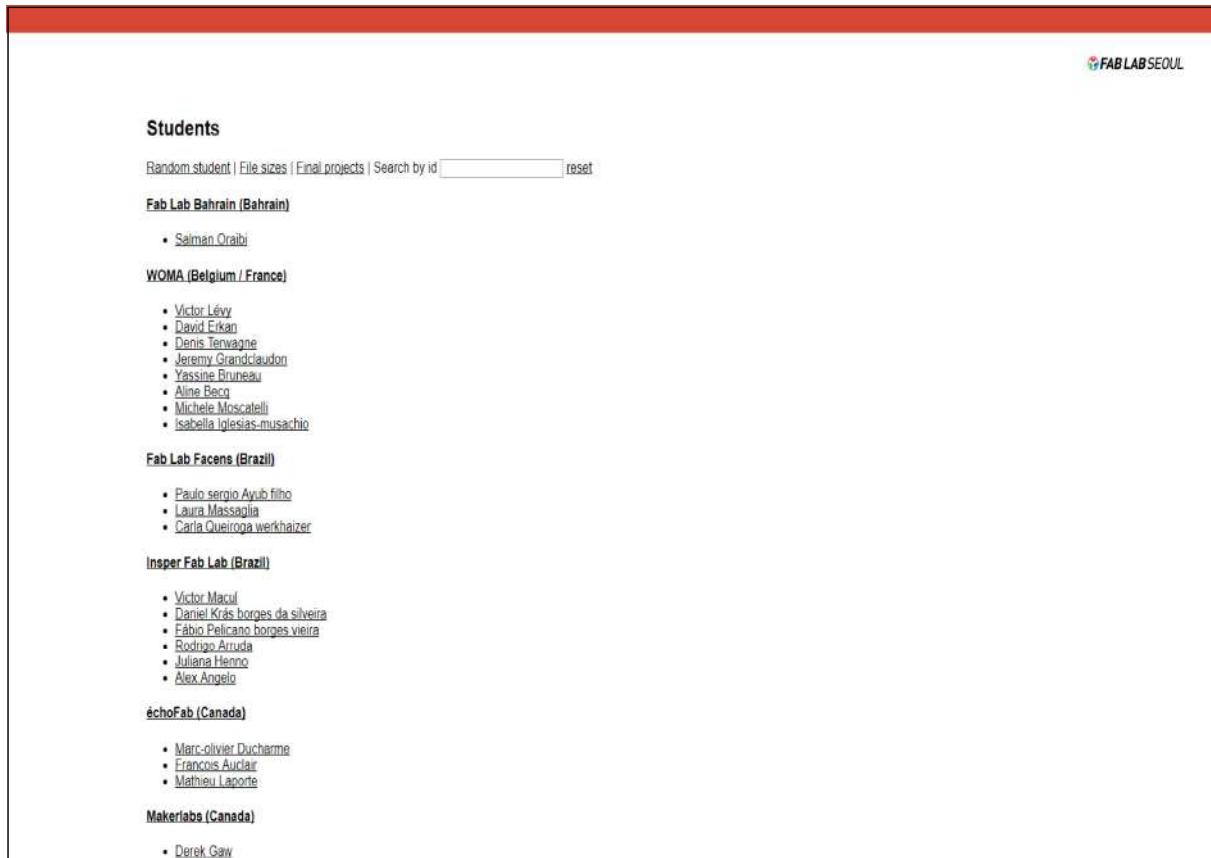 FAB LAB SEOUL
Students
Random student | File sizes | Final projects | Search by id reset
Fab Lab Bahrain (Bahrain)
• Salman Oraibi
WOMA (Belgium / France)
• Victor Lévy
• David Erkan
• Denis Terwagne
• Jeremy Grandclaudon
• Yassine Bruneau
• Aline Becq
• Michele Moscatelli
• Isabella Iglesias-musachio
Fab Lab Facens (Brazil)
• Paulo sergio Ayub filho
• Laura Massaglia
• Carla Queiroga werkhaizer
Insper Fab Lab (Brazil)
• Victor Macul
• Daniel Krás borges da silveira
• Fábio Pelicano borges vieira
• Rodrigo Arruda
• Juliana Henno
• Alex Angelo
échoFab (Canada)
• Marc-olivier Ducharme
• Francois Auclair
• Mathieu Laporte
Makerlabs (Canada)
• Derek Gaw